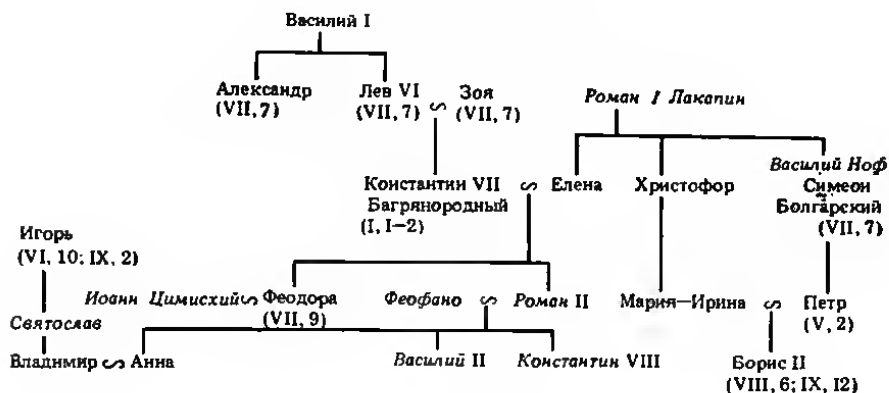 Василий I
Александр Лев VI ∽ Зоя
(VII, 7) (VII, 7) (VII, 7)
Роман I Лакапин
Василий Ноф
Константин VII ∽ Елена Христофор Симеон
Багрянородный Болгарский
(I, I—2) (VII, 7)
Игорь
(VI, 10; IX, 2)
Иоанн Цимисхий ∽ Феодора Феофано ∽ Роман II Мария—Ирина ∽ Петр
(VII, 9) (V, 2)
Святослав
Владимир ∽ Анна Василий II Константин VIII Борис II
(VIII, 6; IX, I2)